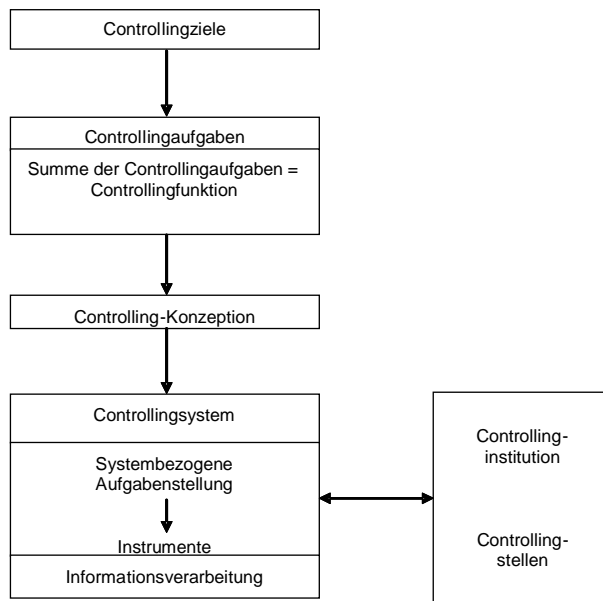 Controllingziele
Controllingaufgaben
Summe der Controllingaufgaben =
Controllingfunktion
Controlling-Konzeption
Controllingsystem
Systembezogene
Aufgabenstellung
Instrumente
Informationsverarbeitung
Controlling-
institution
Controlling-
stellen